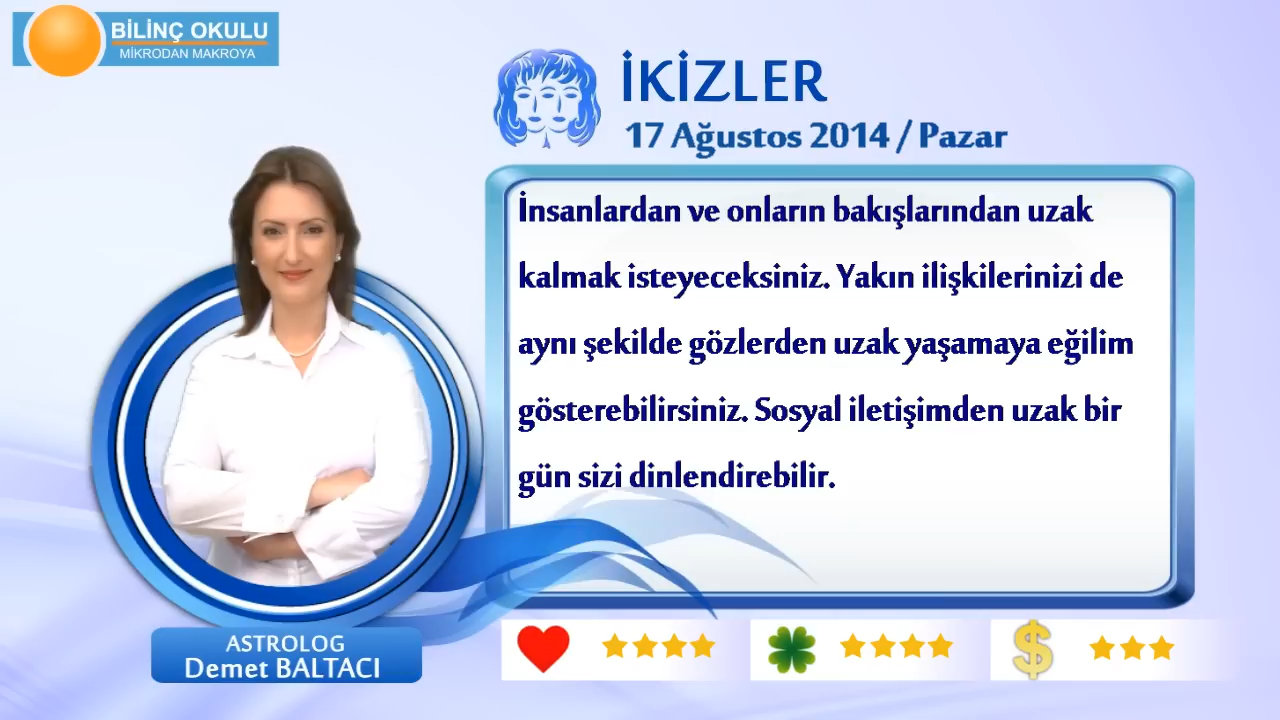 BİLİNÇ OKULU
MİKRODAN MAKROYA
İKİZLER
17 Ağustos 2014 / Pazar
İnsanlardan ve onların bakışlarından uzak
kalmak isteyeceksiniz. Yakın ilişkilerinizi de
aynı şekilde gözlerden uzak yaşamaya eğilim
gösterebilirsiniz. Sosyal iletişimden uzak bir
gün sizi dinlendirebilir.
ASTROLOG
Demet BALTACI